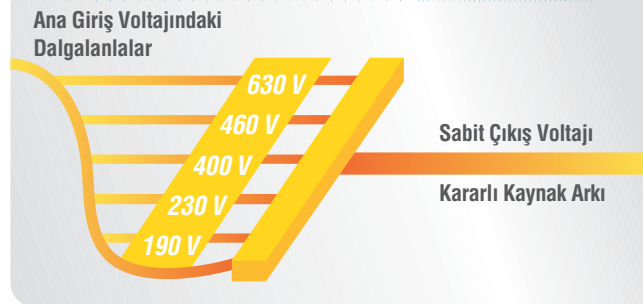 Ana Giriş Voltajındaki
Dalgalanlalar
630 V
460 V
400 V
230 V
190 V
Sabit Çıkış Voltajı
Kararlı Kaynak Arkı